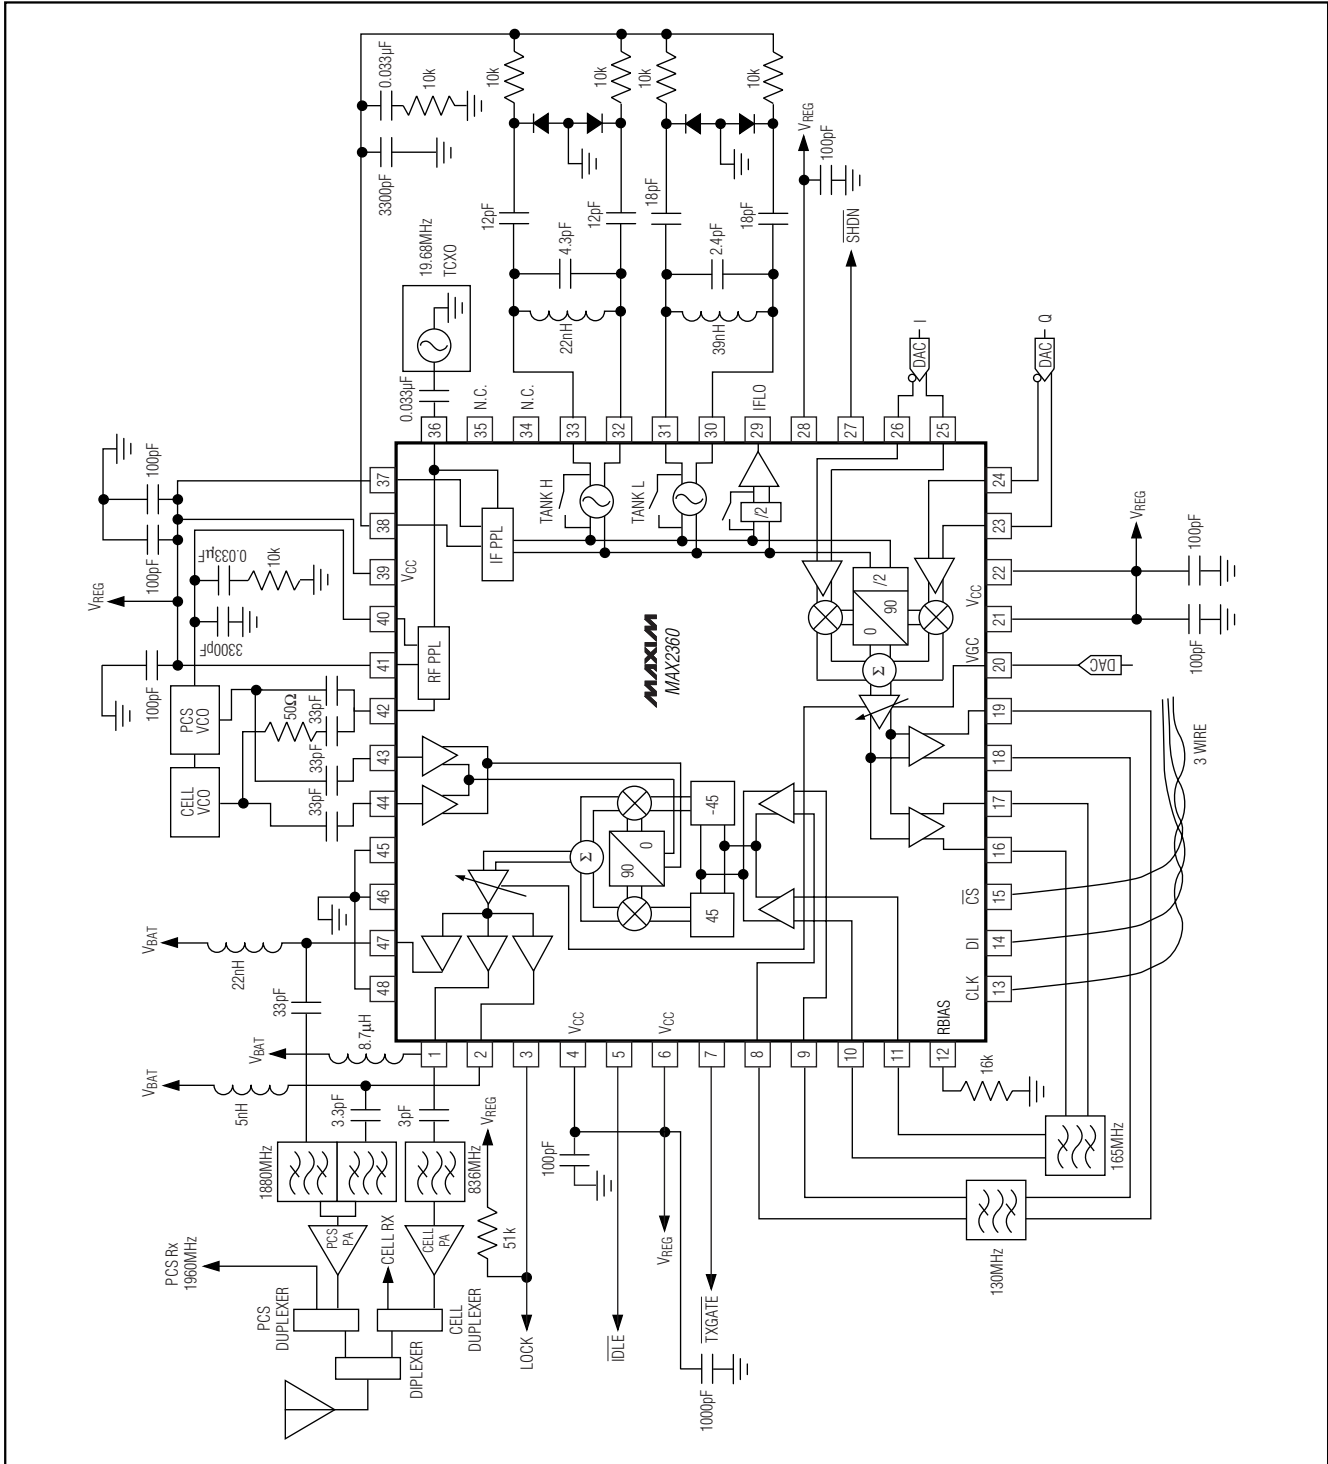 0.033µF
10k
3300pF
10k
10k
10k
10k
12pF
12pF
18pF
18pF
4.3pF
2.4pF
22nH
39nH
VREG
100pF
SHDN
19.68MHz
TCXO
0.033µF
N.C.
N.C.
IFLO
I
DAC
Q
DAC
36
35
34
33
32
31
30
29
28
27
26
25
100pF
100pF
0.033µF
10k
3300pF
VREG
100pF
PCS
VCO
CELL
VCO
50Ω
33pF
33pF
33pF
33pF
37
38
39
40
41
42
43
44
45
46
47
48
VCC
IF PPL
RF PPL
TANK H
TANK L
/2
/2
90
0
Σ
MAXIM
MAX2360
-45
45
Σ
90
0
24
23
22
21
20
19
18
17
16
15
14
13
VCC
VGC
CS
DI
CLK
VREG
100pF
100pF
DAC
3 WIRE
VBAT
22nH
33pF
VBAT
8.7µH
VBAT
5nH
3.3pF
3pF
1
2
3
4
5
6
7
8
9
10
11
12
VCC
VCC
RBIAS
16k
1880MHz
836MHz
PCS
PA
CELL
PA
PCS Rx
1960MHz
CELL RX
PCS
DUPLEXER
CELL
DUPLEXER
DIPLEXER
VREG
51k
LOCK
100pF
IDLE
VREG
TXGATE
1000pF
165MHz
130MHz